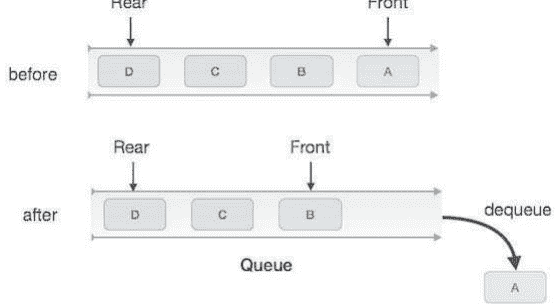 Rear Front
before D C B A
Rear Front
after D C B dequeue
Queue
A